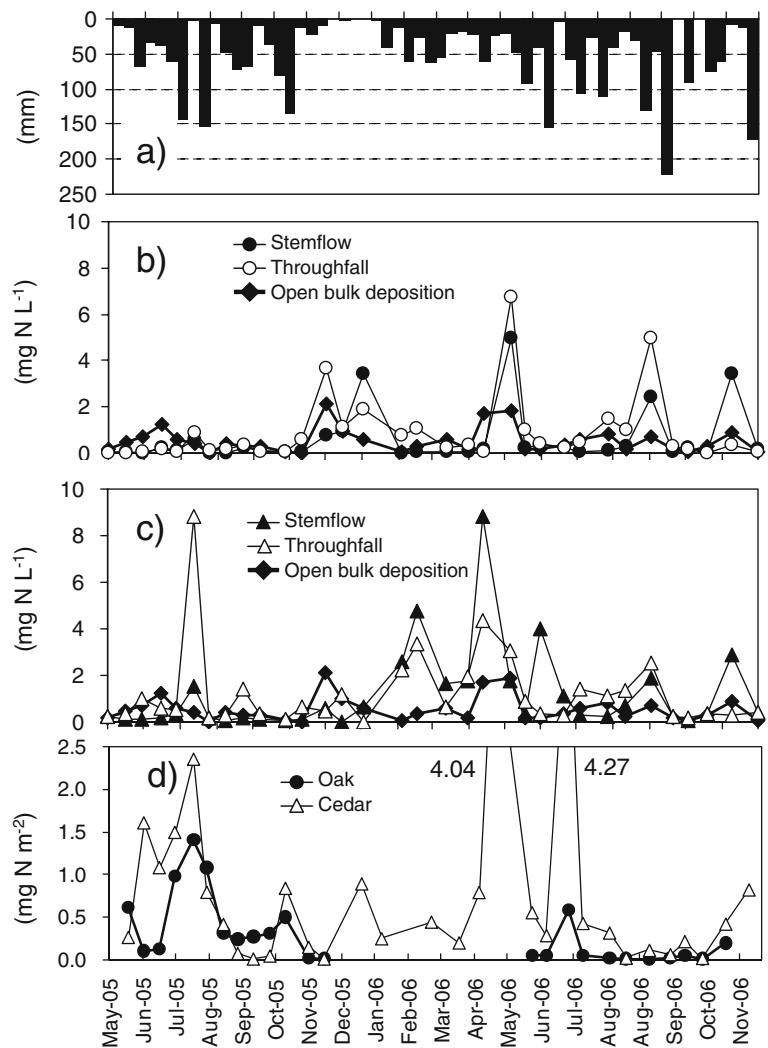 0
50
100
150
200
250
(mm)
a)
10
8
6
4
2
0
(mg N L-1)
b)
Stemflow
Throughfall
Open bulk deposition
10
8
6
4
2
0
(mg N L-1)
c)
Stemflow
Throughfall
Open bulk deposition
2.5
2.0
1.5
1.0
0.5
0.0
(mg N m-2)
d)
Oak
Cedar
4.04
4.27
May-05
Jun-05
Jul-05
Aug-05
Sep-05
Oct-05
Nov-05
Dec-05
Jan-06
Feb-06
Mar-06
Apr-06
May-06
Jun-06
Jul-06
Aug-06
Aug-06
Sep-06
Oct-06
Nov-06